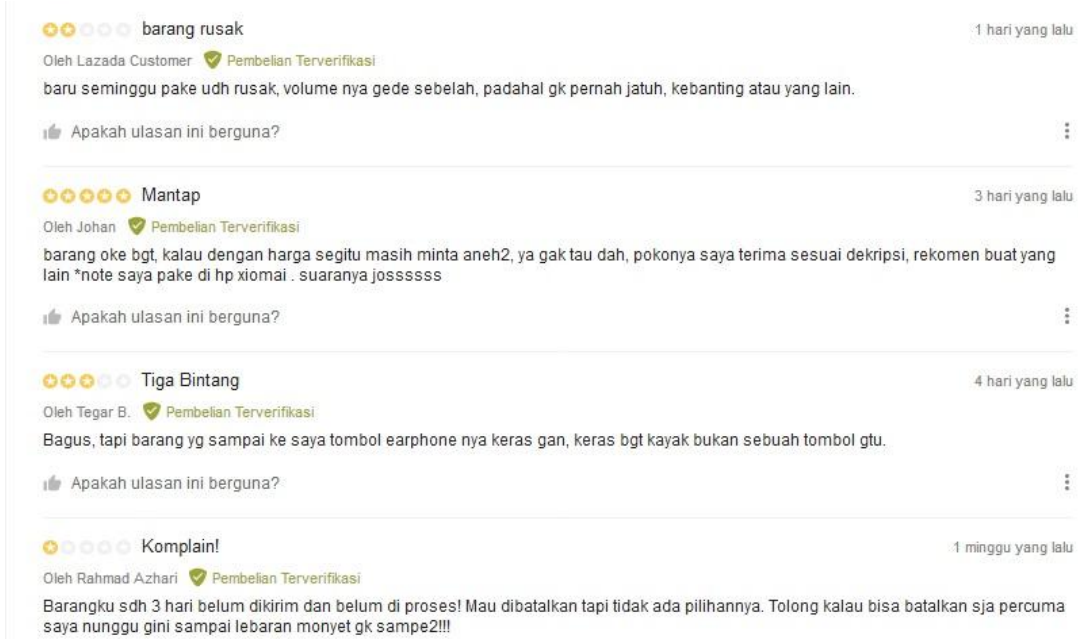 barang rusak 1 hari yang lalu
Oleh Lazada Customer Pembelian Terverifikasi
baru seminggu pake udh rusak, volume nya gede sebelah, padahal gk pernah jatuh, kebanting atau yang lain.
Apakah ulasan ini berguna?
Mantap 3 hari yang lalu
Oleh Johan Pembelian Terverifikasi
barang oke bgt, kalau dengan harga segitu masih minta aneh2, ya gak tau dah, pokonya saya terima sesuai dekripsi, rekomen buat yang
lain *note saya pake di hp xiomai . suaranya jossssss
Apakah ulasan ini berguna?
Tiga Bintang 4 hari yang lalu
Oleh Tegar B. Pembelian Terverifikasi
Bagus, tapi barang yg sampai ke saya tombol earphone nya keras gan, keras bgt kayak bukan sebuah tombol gtu.
Apakah ulasan ini berguna?
Komplain! 1 minggu yang lalu
Oleh Rahmad Azhari Pembelian Terverifikasi
Barangku sdh 3 hari belum dikirim dan belum di proses! Mau dibatalkan tapi tidak ada pilihannya. Tolong kalau bisa batalkan sja percuma
saya nunggu gini sampai lebaran monyet gk sampe2!!!